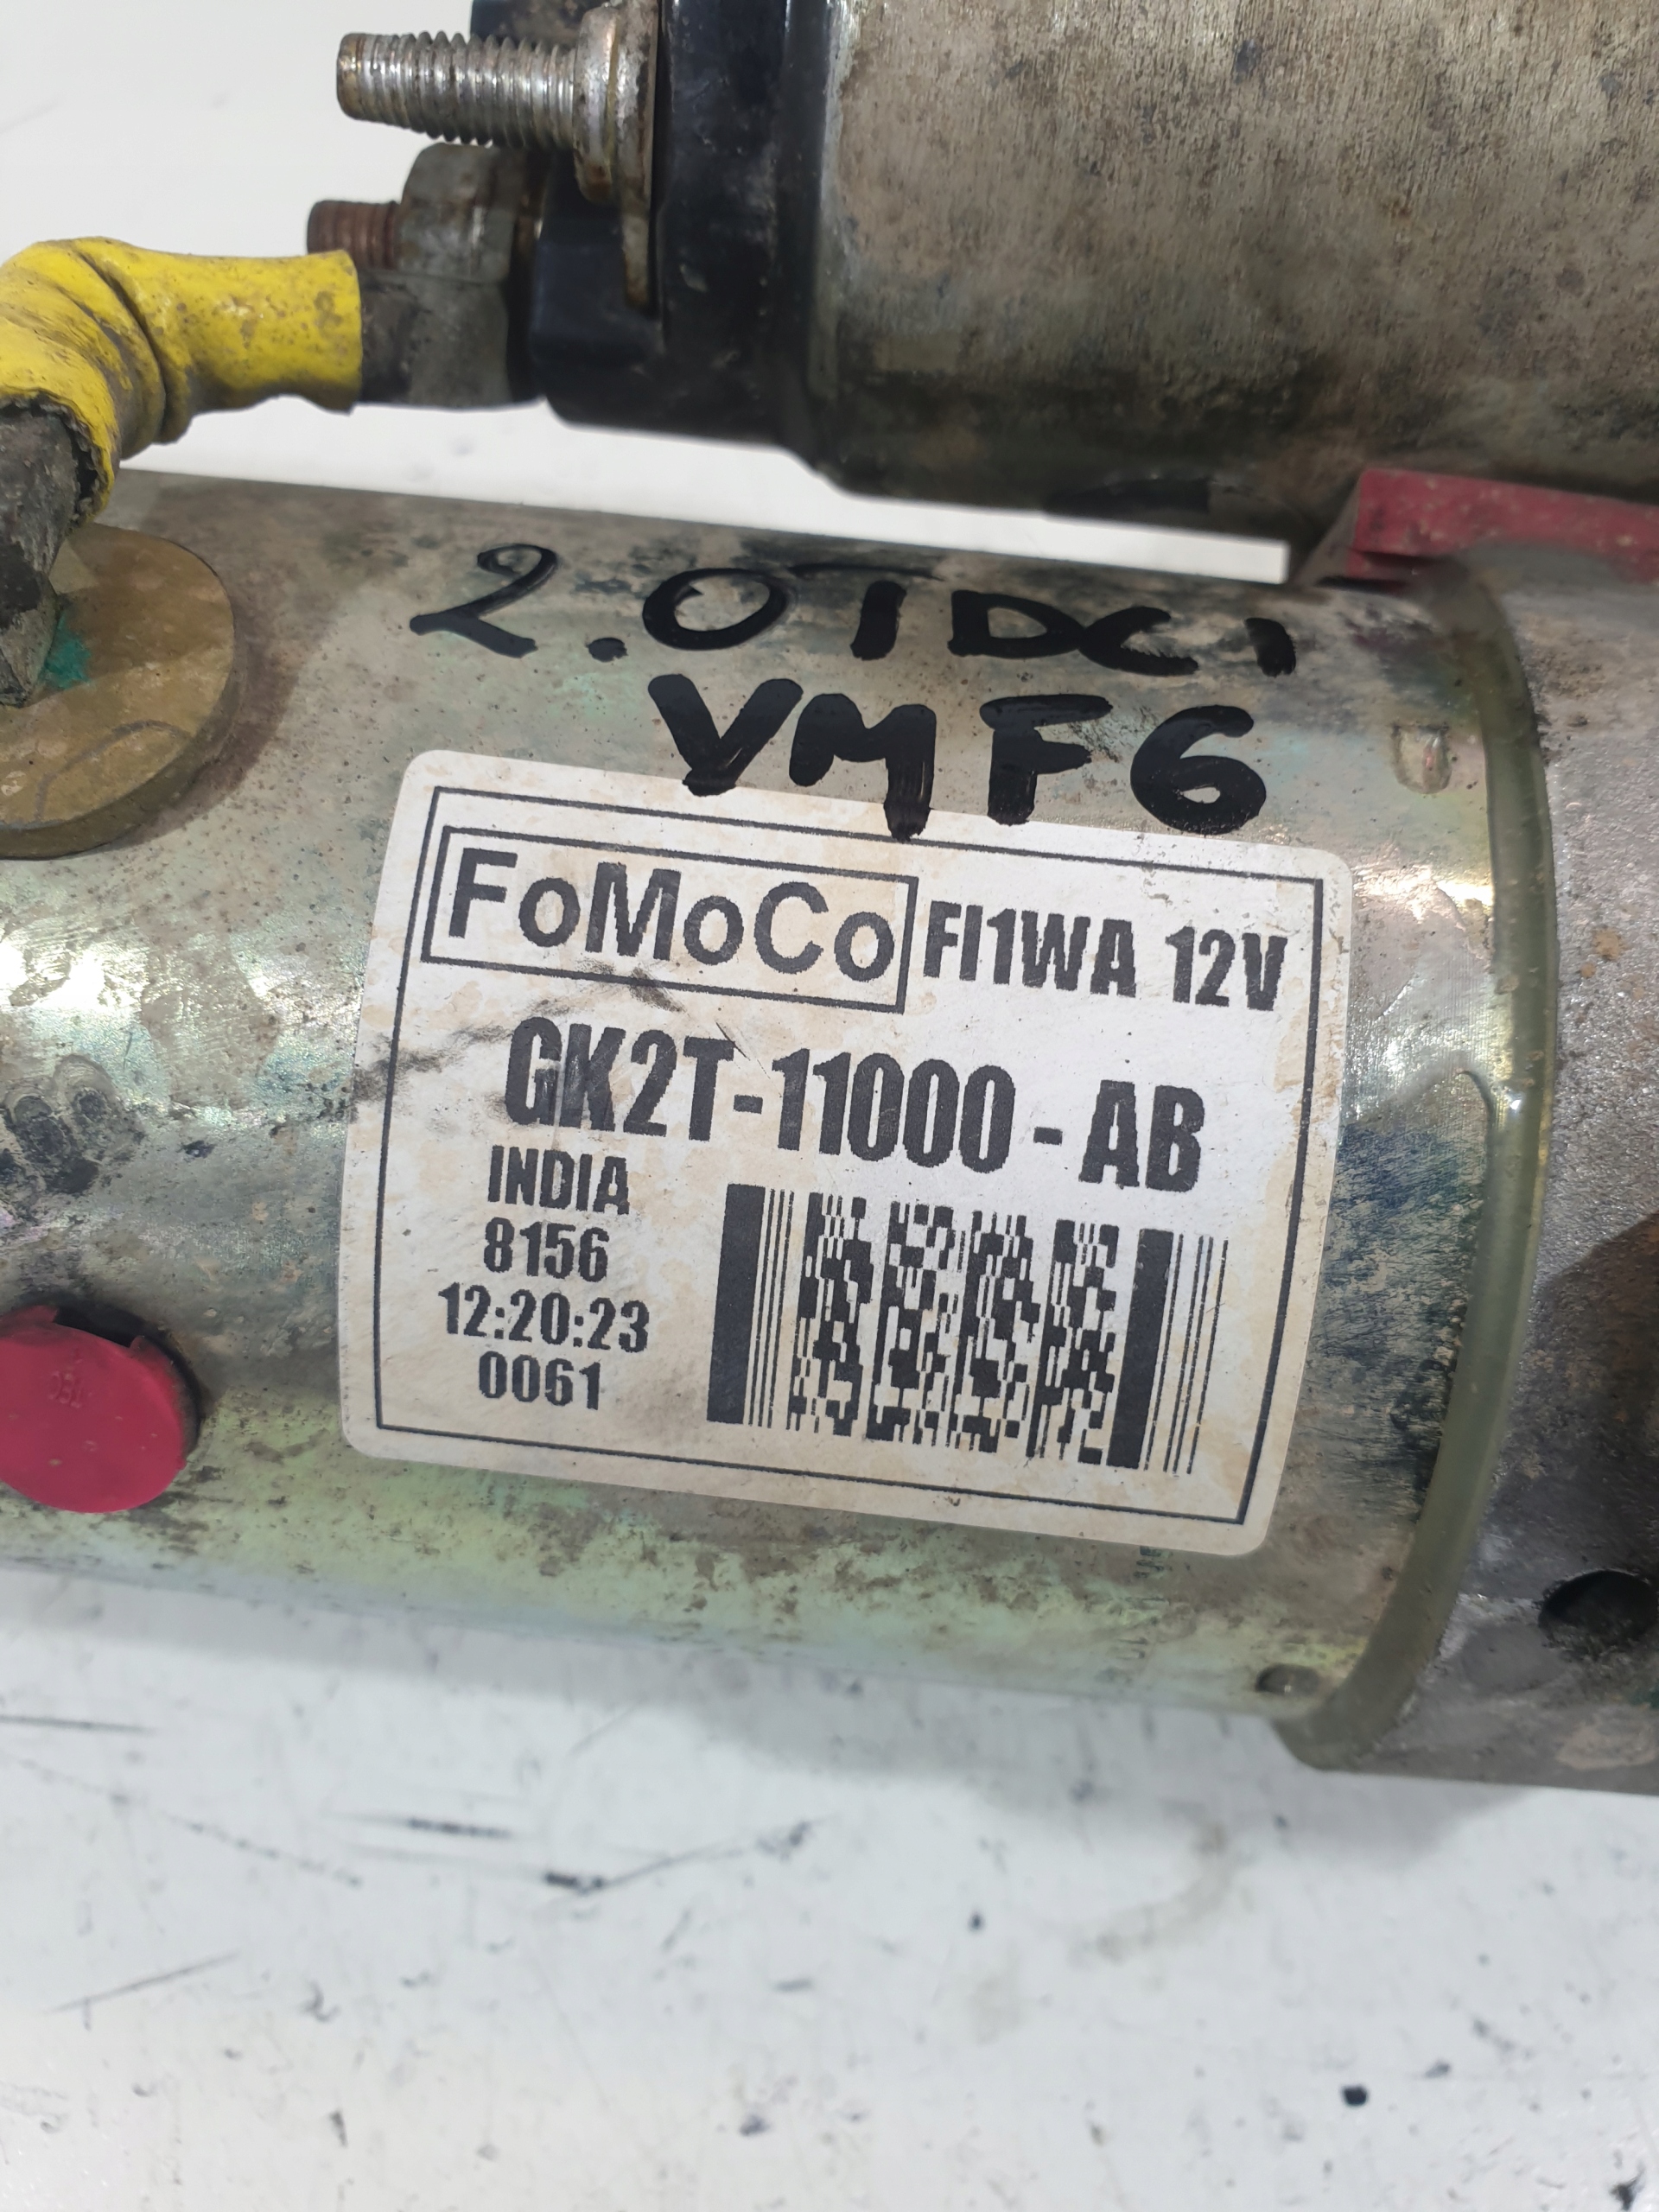 2.0TDCI
VMF6
FoMoCo FI1WA 12V
GK2T-11000-AB
INDIA
8156
12:20:23
0061